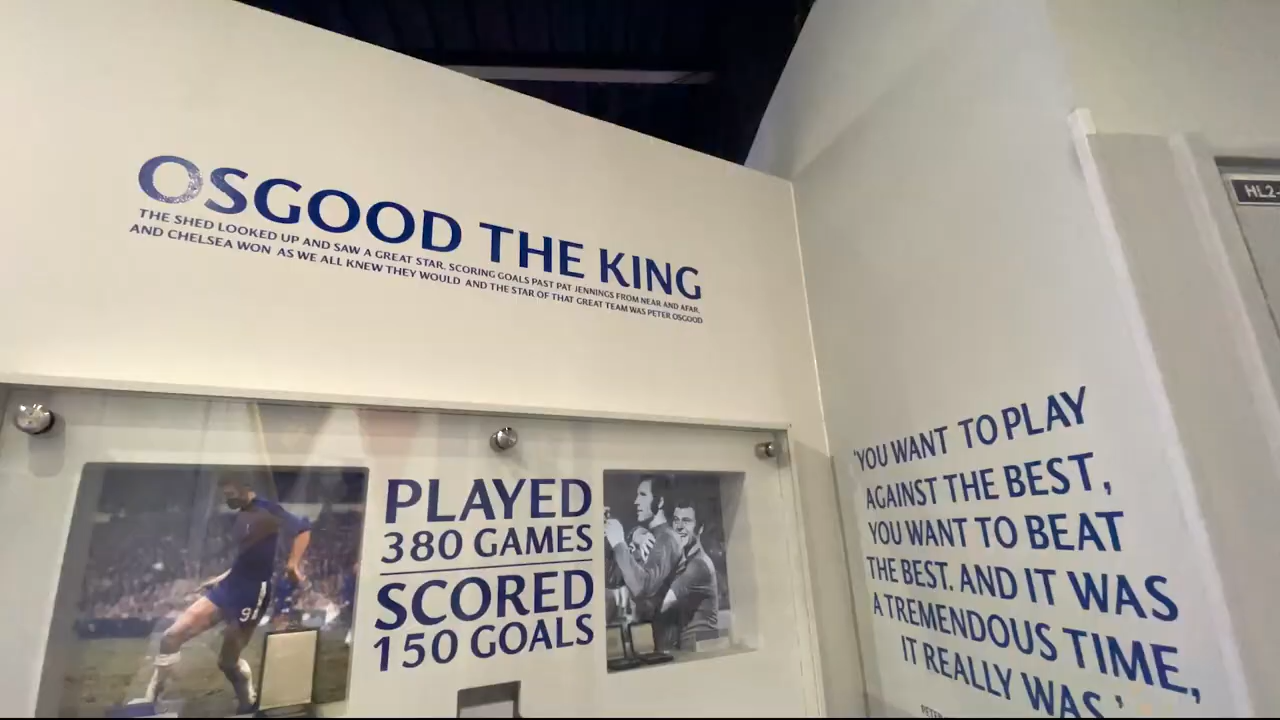 OSGOOD THE KING
THE SHED LOOKED UP AND SAW A GREAT STAR, SCORING GOALS PAST PAT JENNINGS FROM NEAR AND AFAR,
AND CHELSEA WON AS WE ALL KNEW THEY WOULD AND THE STAR OF THAT GREAT TEAM WAS PETER OSGOOD
PLAYED
380 GAMES
SCORED
150 GOALS
9
'YOU WANT TO PLAY
AGAINST THE BEST,
YOU WANT TO BEAT
THE BEST. AND IT WAS
A TREMENDOUS TIME,
IT REALLY WAS.'
HL2-